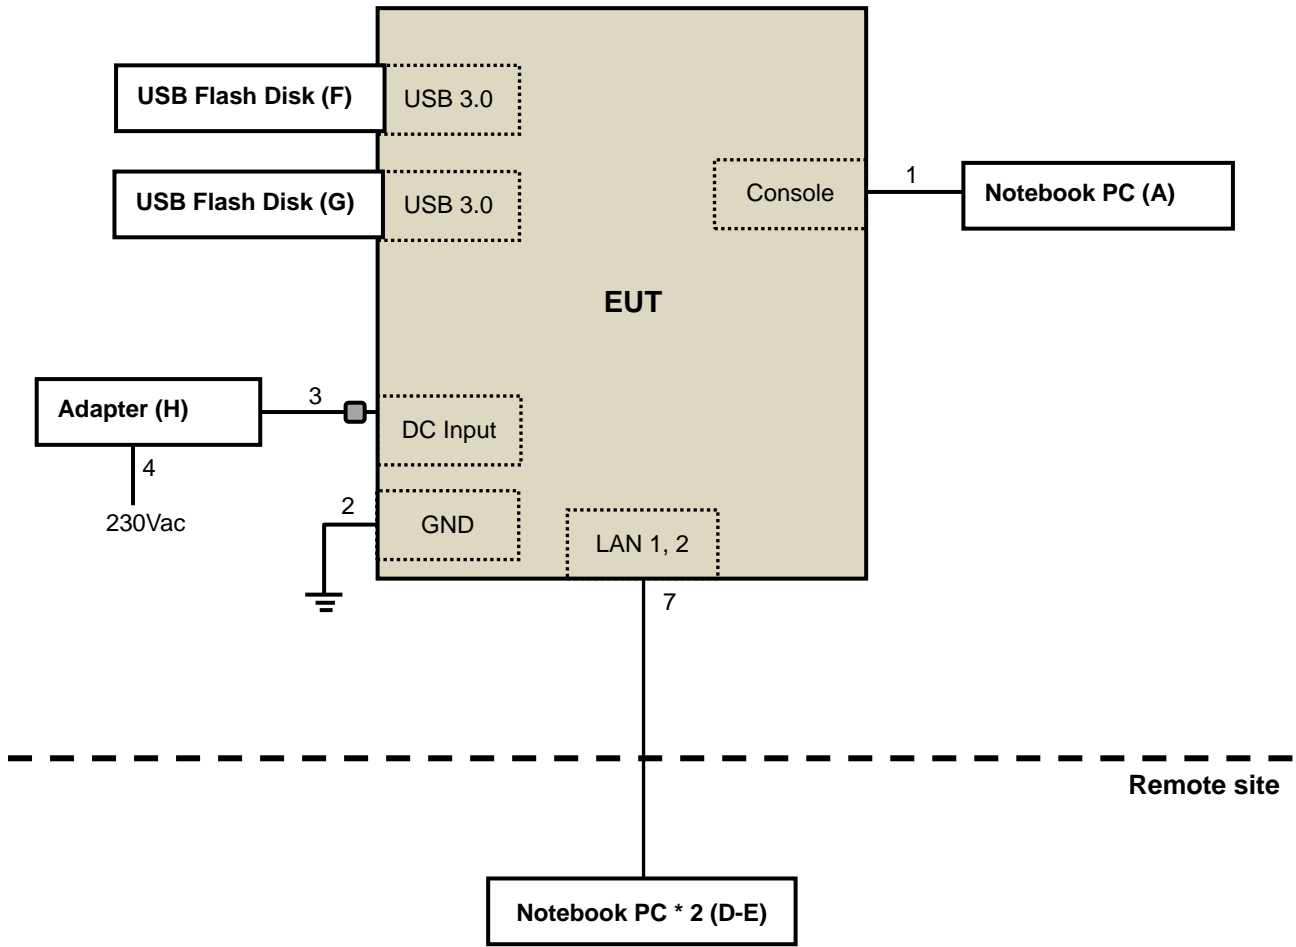 USB Flash Disk (F)
USB 3.0
USB Flash Disk (G)
USB 3.0
Console
1
Notebook PC (A)
EUT
Adapter (H)
3
DC Input
4
230Vac
2
GND
LAN 1, 2
7
Remote site
Notebook PC * 2 (D-E)